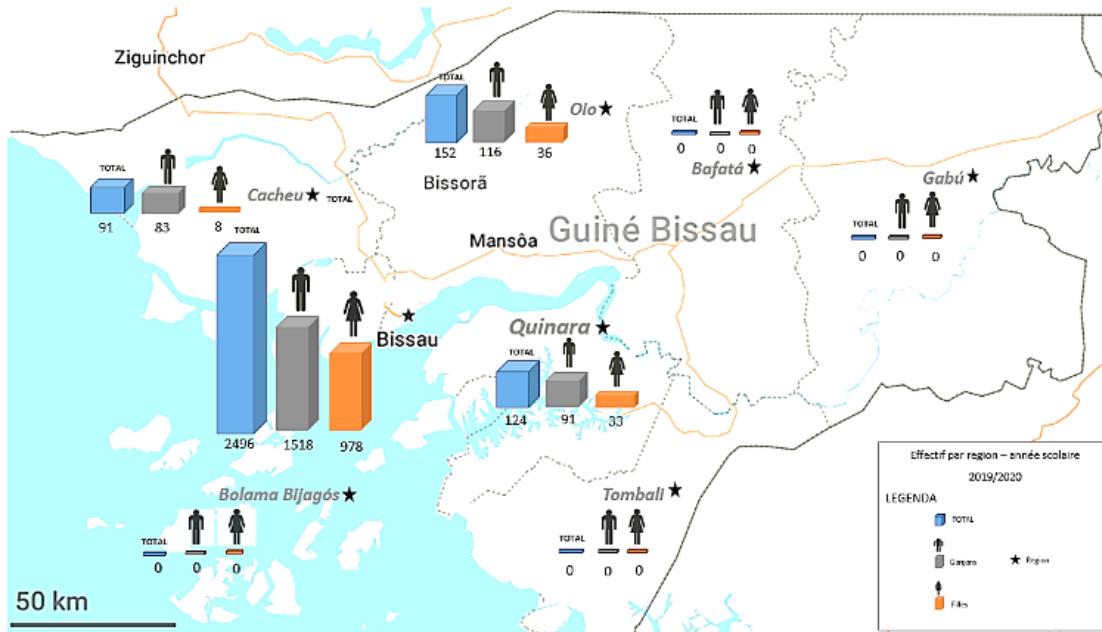 Ziguinchor
TOTAL
152 116 36
Oio
Bissorã
TOTAL
0 0 0
Bafatá
Gabú
TOTAL
0 0 0
TOTAL
91 83 8
Cacheu
TOTAL
Guiné Bissau
Mansôa
TOTAL
2496 1518 978
Bissau
Quinara
TOTAL
124 91 33
Bolama Bijagós
TOTAL
0 0 0
Tombali
TOTAL
0 0 0
50 km
Effectif par region – année scolaire
2019/2020
LEGENDA
TOTAL
Garçons
Region
Filles